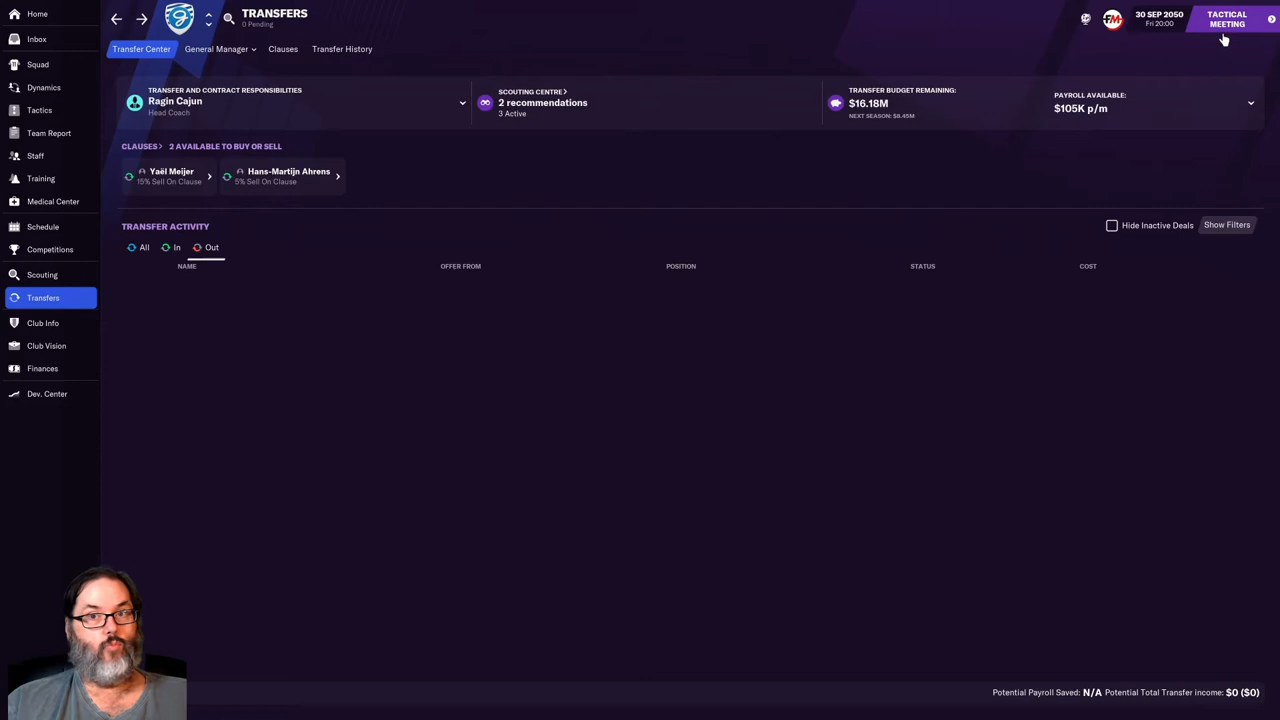 Home
Inbox
Squad
Dynamics
Tactics
Team Report
Staff
Training
Medical Center
Schedule
Competitions
Scouting
Transfers
Club Info
Club Vision
Finances
Dev. Center
TRANSFERS
0 Pending
FM
30 SEP 2050
Fri 20:00
TACTICAL
MEETING
Transfer Center
General Manager
Clauses
Transfer History
TRANSFER AND CONTRACT RESPONSIBILITIES
Ragin Cajun
Head Coach
SCOUTING CENTRE
2 recommendations
3 Active
TRANSFER BUDGET REMAINING:
$16.18M
NEXT SEASON: $6.45M
PAYROLL AVAILABLE:
$105K p/m
CLAUSES 2 AVAILABLE TO BUY OR SELL
Yaël Meijer
15% Sell On Clause
Hans-Martijn Ahrens
5% Sell On Clause
TRANSFER ACTIVITY
Hide Inactive Deals
Show Filters
All
In
Out
NAME
OFFER FROM
POSITION
STATUS
COST
Potential Payroll Saved: N/A Potential Total Transfer Income: $0 ($0)